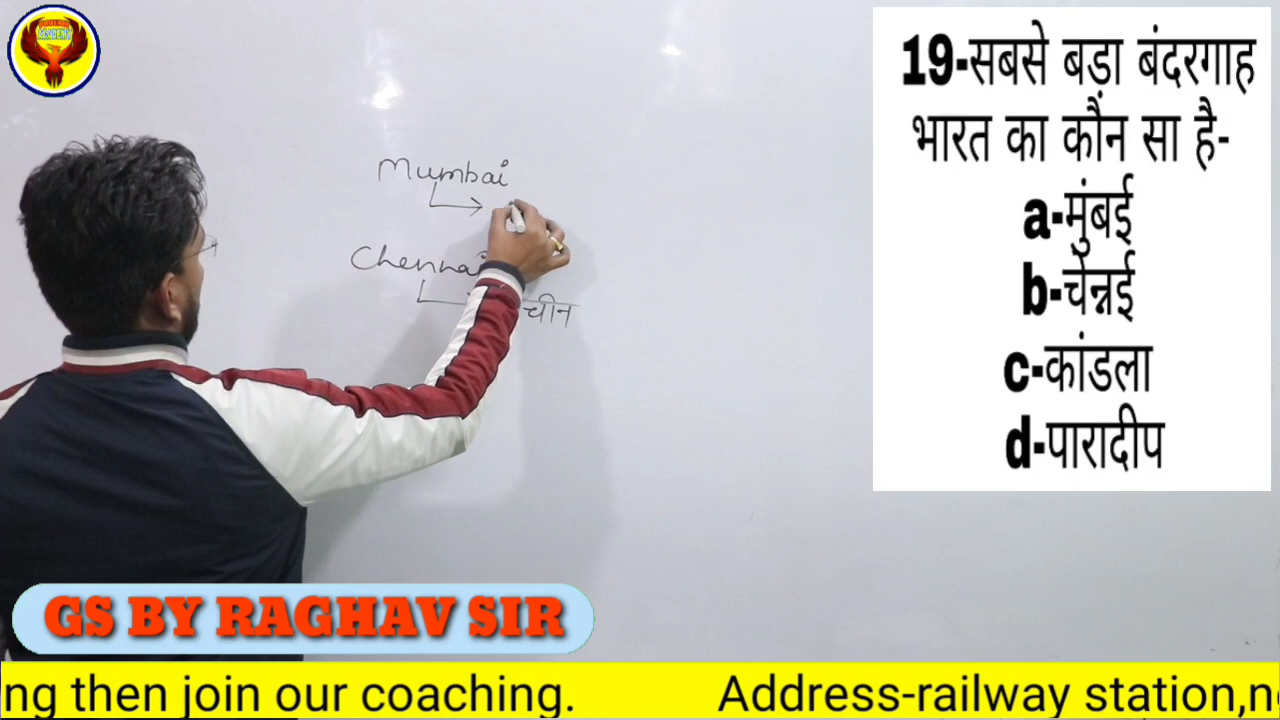 19-सबसे बड़ा बंदरगाह
भारत का कौन सा है-
a-मुंबई
b-चेन्नई
c-कांडला
d-पारादीप
Mumbai
Chennai
ACADEMY
GS BY RAGHAV SIR
ng then join our coaching. Address-railway station,n